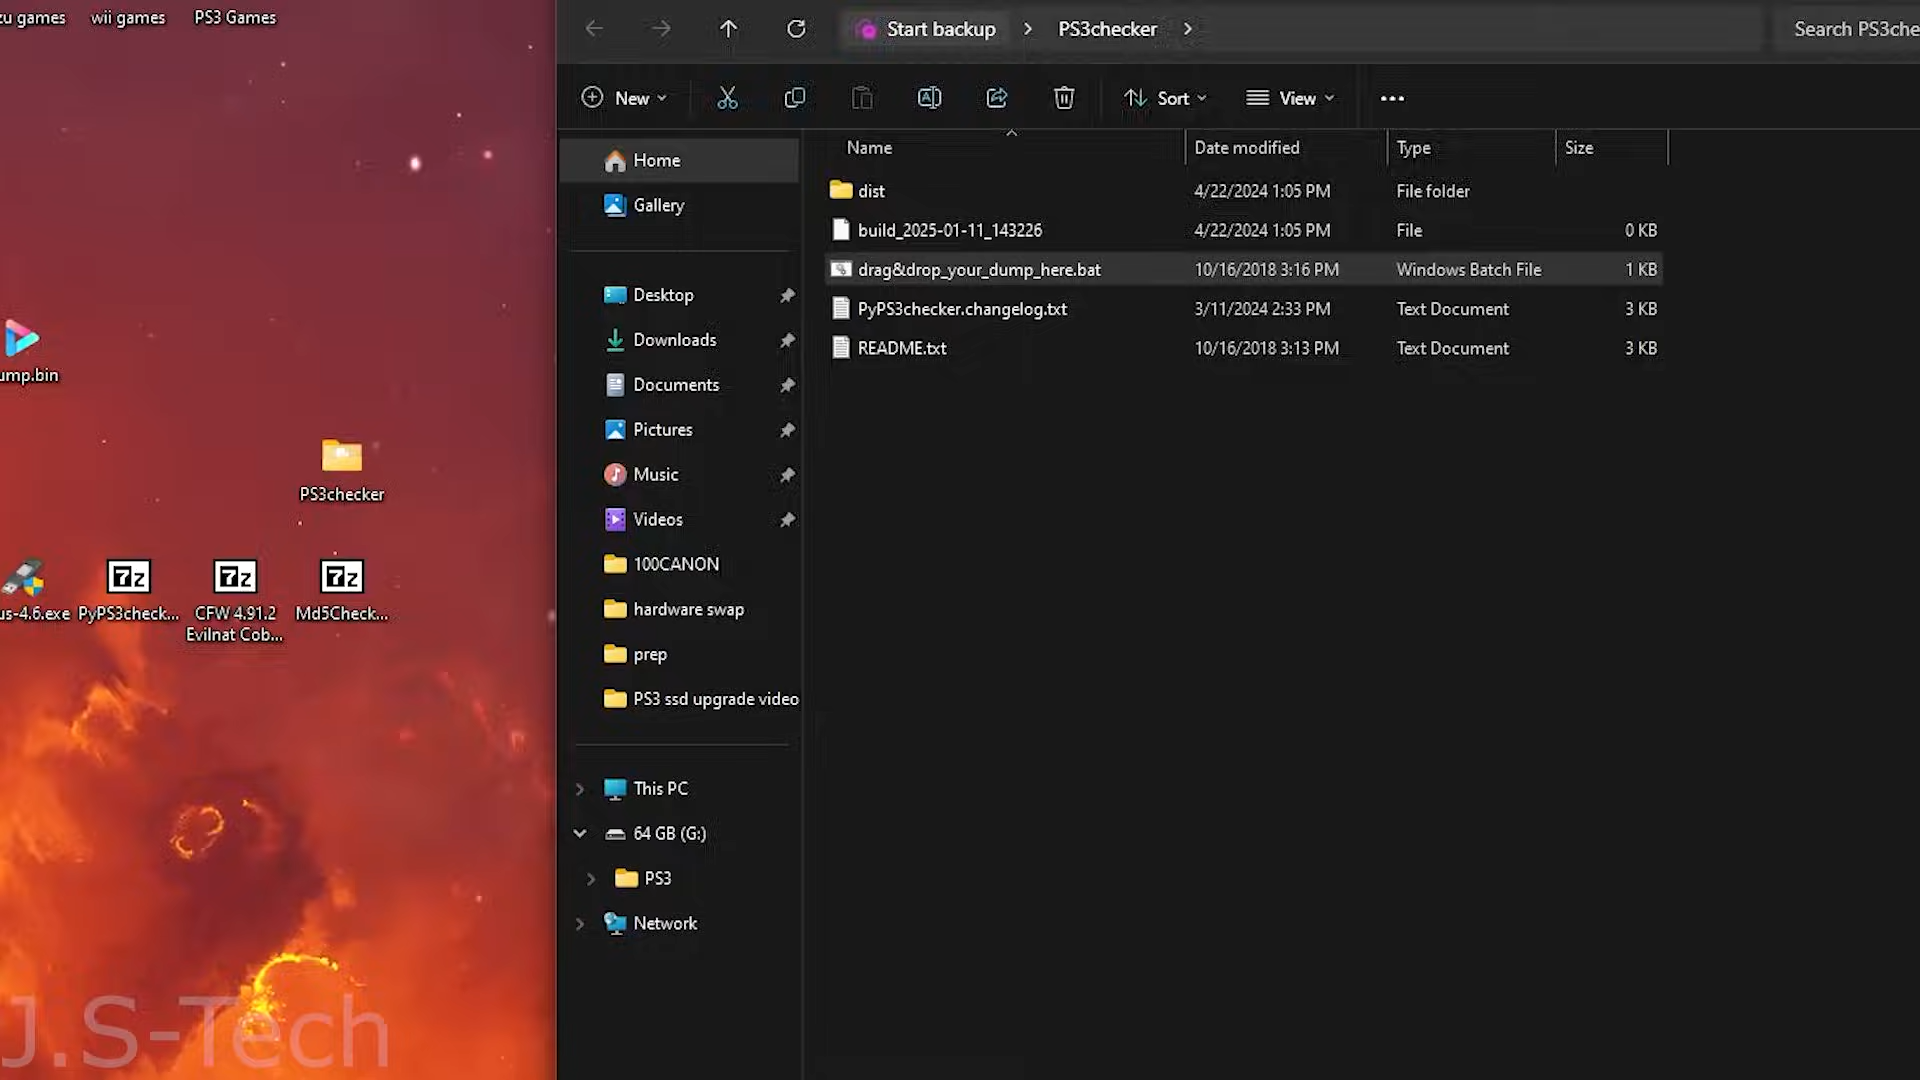 zu games
wii games
PS3 Games
ump.bin
PS3checker
us-4.6.exe
PyPS3check...
CFW 4.91.2
Evilnat Cob...
Md5Check...
J.S-Tech
Start backup
PS3checker
Search PS3che
New
Sort
View
Name
Date modified
Type
Size
Home
Gallery
Desktop
Downloads
Documents
Pictures
Music
Videos
100CANON
hardware swap
prep
PS3 ssd upgrade video
This PC
64 GB (G:)
PS3
Network
dist 4/22/2024 1:05 PM File folder
build_2025-01-11_143226 4/22/2024 1:05 PM File 0 KB
drag&drop_your_dump_here.bat 10/16/2018 3:16 PM Windows Batch File 1 KB
PyPS3checker.changelog.txt 3/11/2024 2:33 PM Text Document 3 KB
README.txt 10/16/2018 3:13 PM Text Document 3 KB